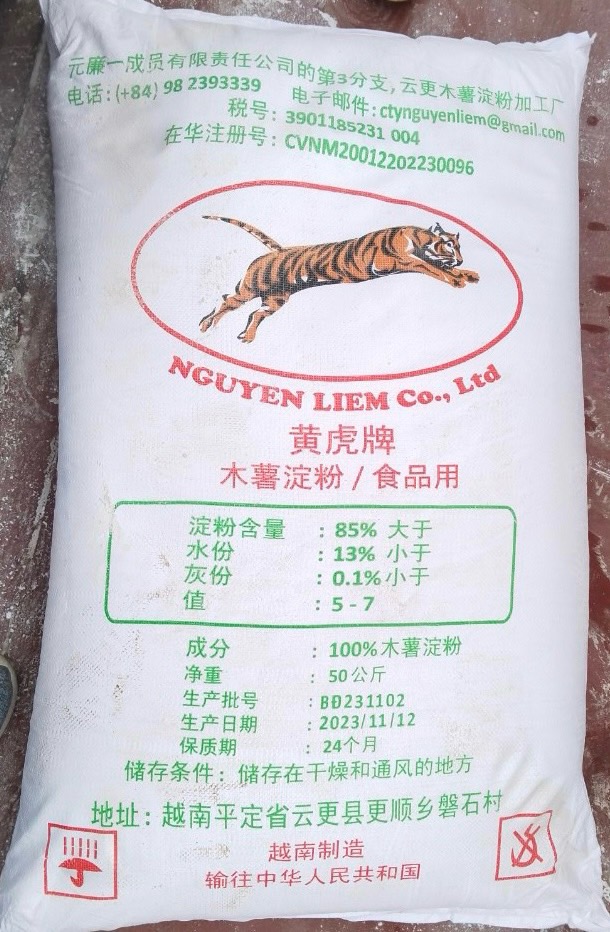 元廉一成员有限责任公司的第3分支,云更木薯淀粉加工厂
电话:(+84) 98 2393339 电子邮件:ctynguyenliem@gmail.com
税号: 3901185231 004
在华注册号: CVNM20012202230096
NGUYEN LIEM Co., Ltd
黄虎牌
木薯淀粉 / 食品用
淀粉含量 : 85% 大于
水份 : 13% 小于
灰份 : 0.1% 小于
值 : 5 - 7
成分 : 100% 木薯淀粉
净重 : 50 公斤
生产批号 : BĐ231102
生产日期 : 2023/11/12
保质期 : 24个月
储存条件: 储存在干燥和通风的地方
地址: 越南平定省云更县更顺乡磐石村
越南制造
输往中华人民共和国